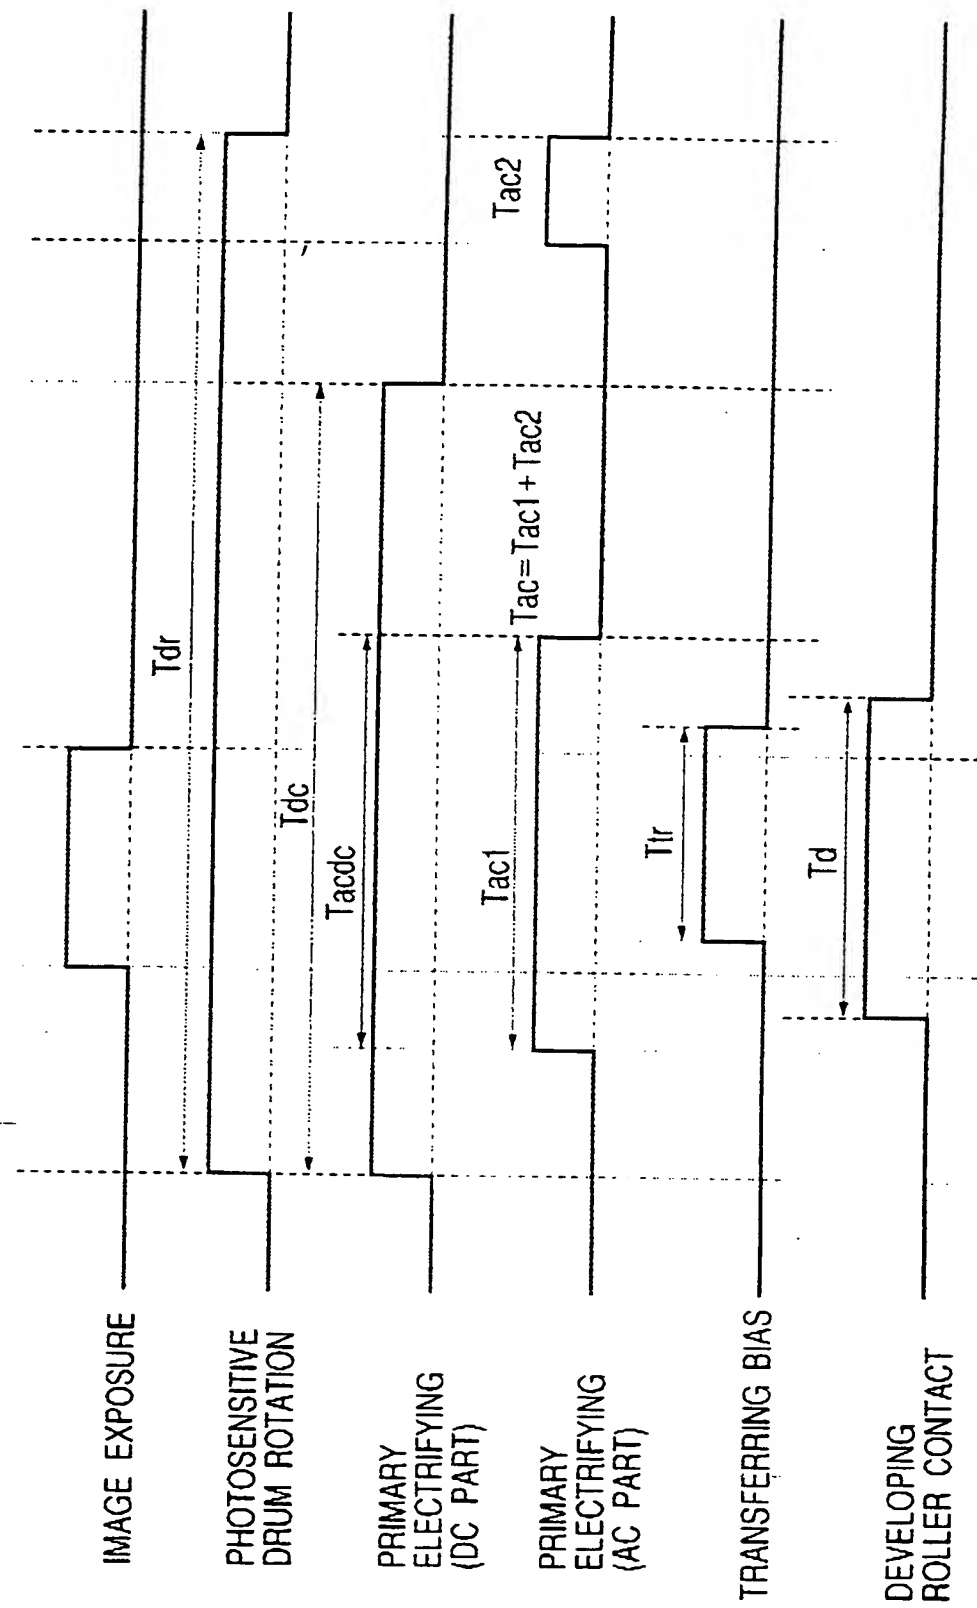 IMAGE EXPOSURE
PHOTOSENSITIVE
DRUM ROTATION
Tdr
PRIMARY
ELECTRIFYING
(DC PART)
Tdc
Tacdc
PRIMARY
ELECTRIFYING
(AC PART)
Tac1
Tac=Tac1+Tac2
Tac2
TRANSFERRING BIAS
Ttr
DEVELOPING
ROLLER CONTACT
Td